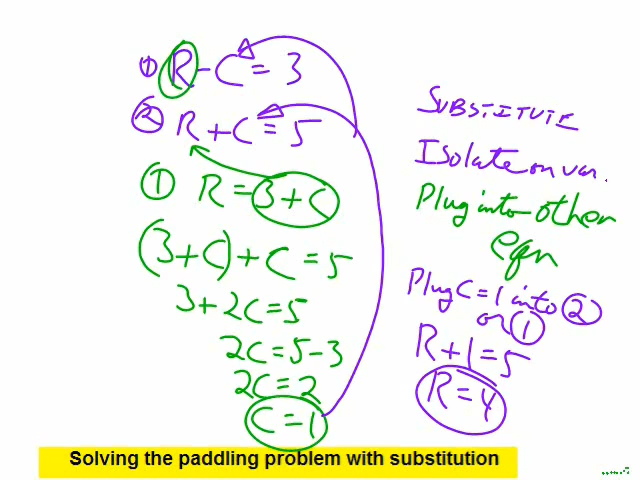 ① R - C = 3
② R + C = 5
① R = 3 + C
(3 + C) + C = 5
3 + 2C = 5
2C = 5 - 3
2C = 2
C = 1
SUBSTITUTE
Isolate on var.
Plug into other
eqn
Plug C = 1 into ②
or ①
R + 1 = 5
R = 4
Solving the paddling problem with substitution